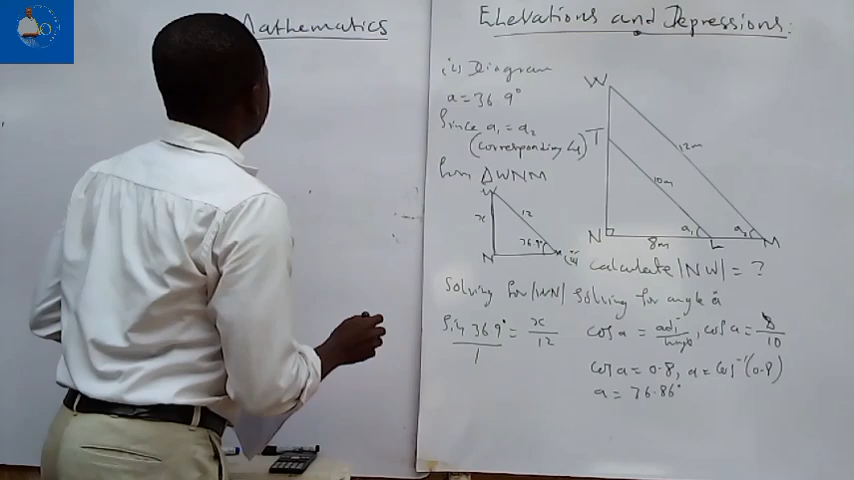 Mathematics
Elevations and Depressions:
Diagram
a = 36.9°
Since a₁ = a₂
(corresponding
from △WNM
W
x
12
36.9°
N
M
Solving for |WN|
Sin 36.9° = x
1
12
W
T
12m
10m
N
a₁
L
a₂
M
8m
calculate |NW| = ?
Solving for angle a
cos a = adj , cos a = 8
10
cos a = 0.8, a = cos⁻¹(0.8)
a = 36.86°